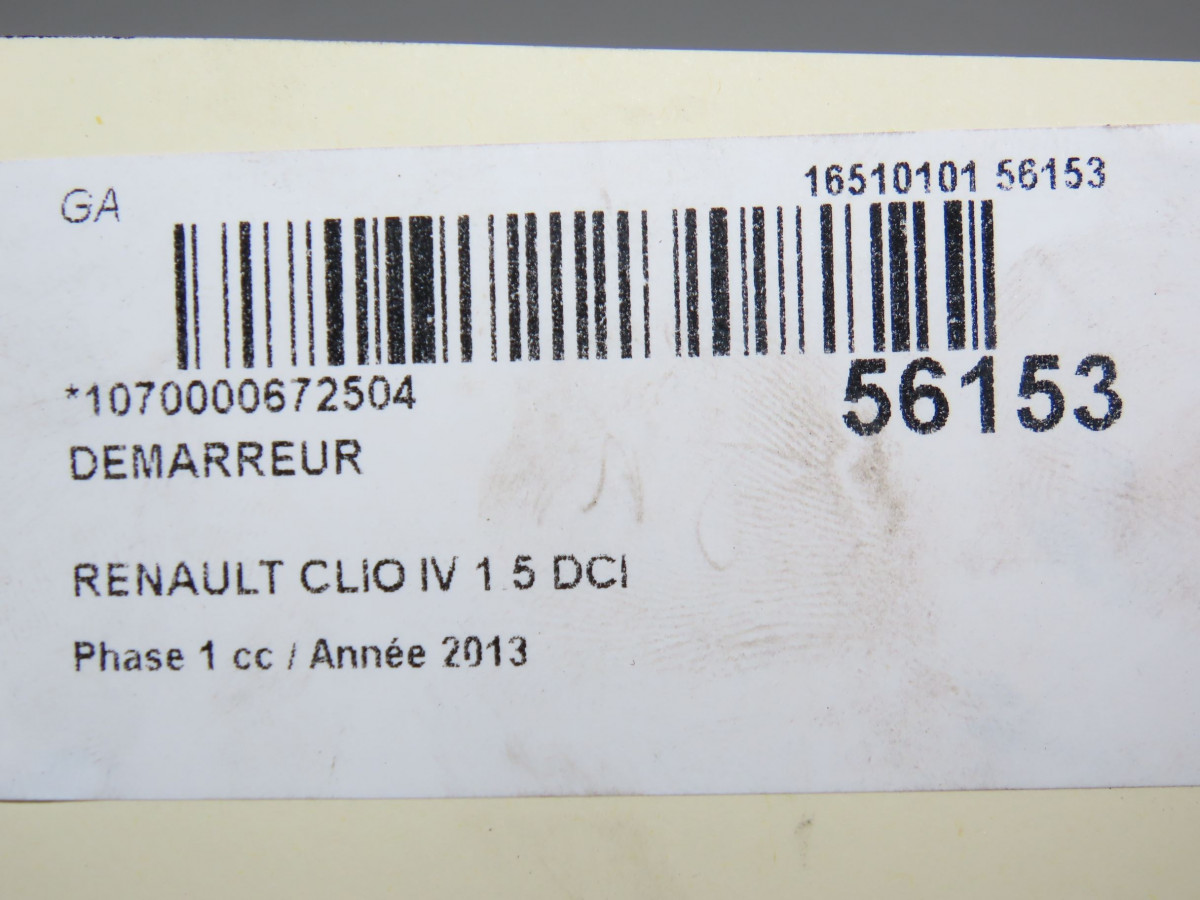 GA
16510101 56153
*1070000672504
56153
DEMARREUR
RENAULT CLIO IV 1.5 DCI
Phase 1 cc / Année 2013